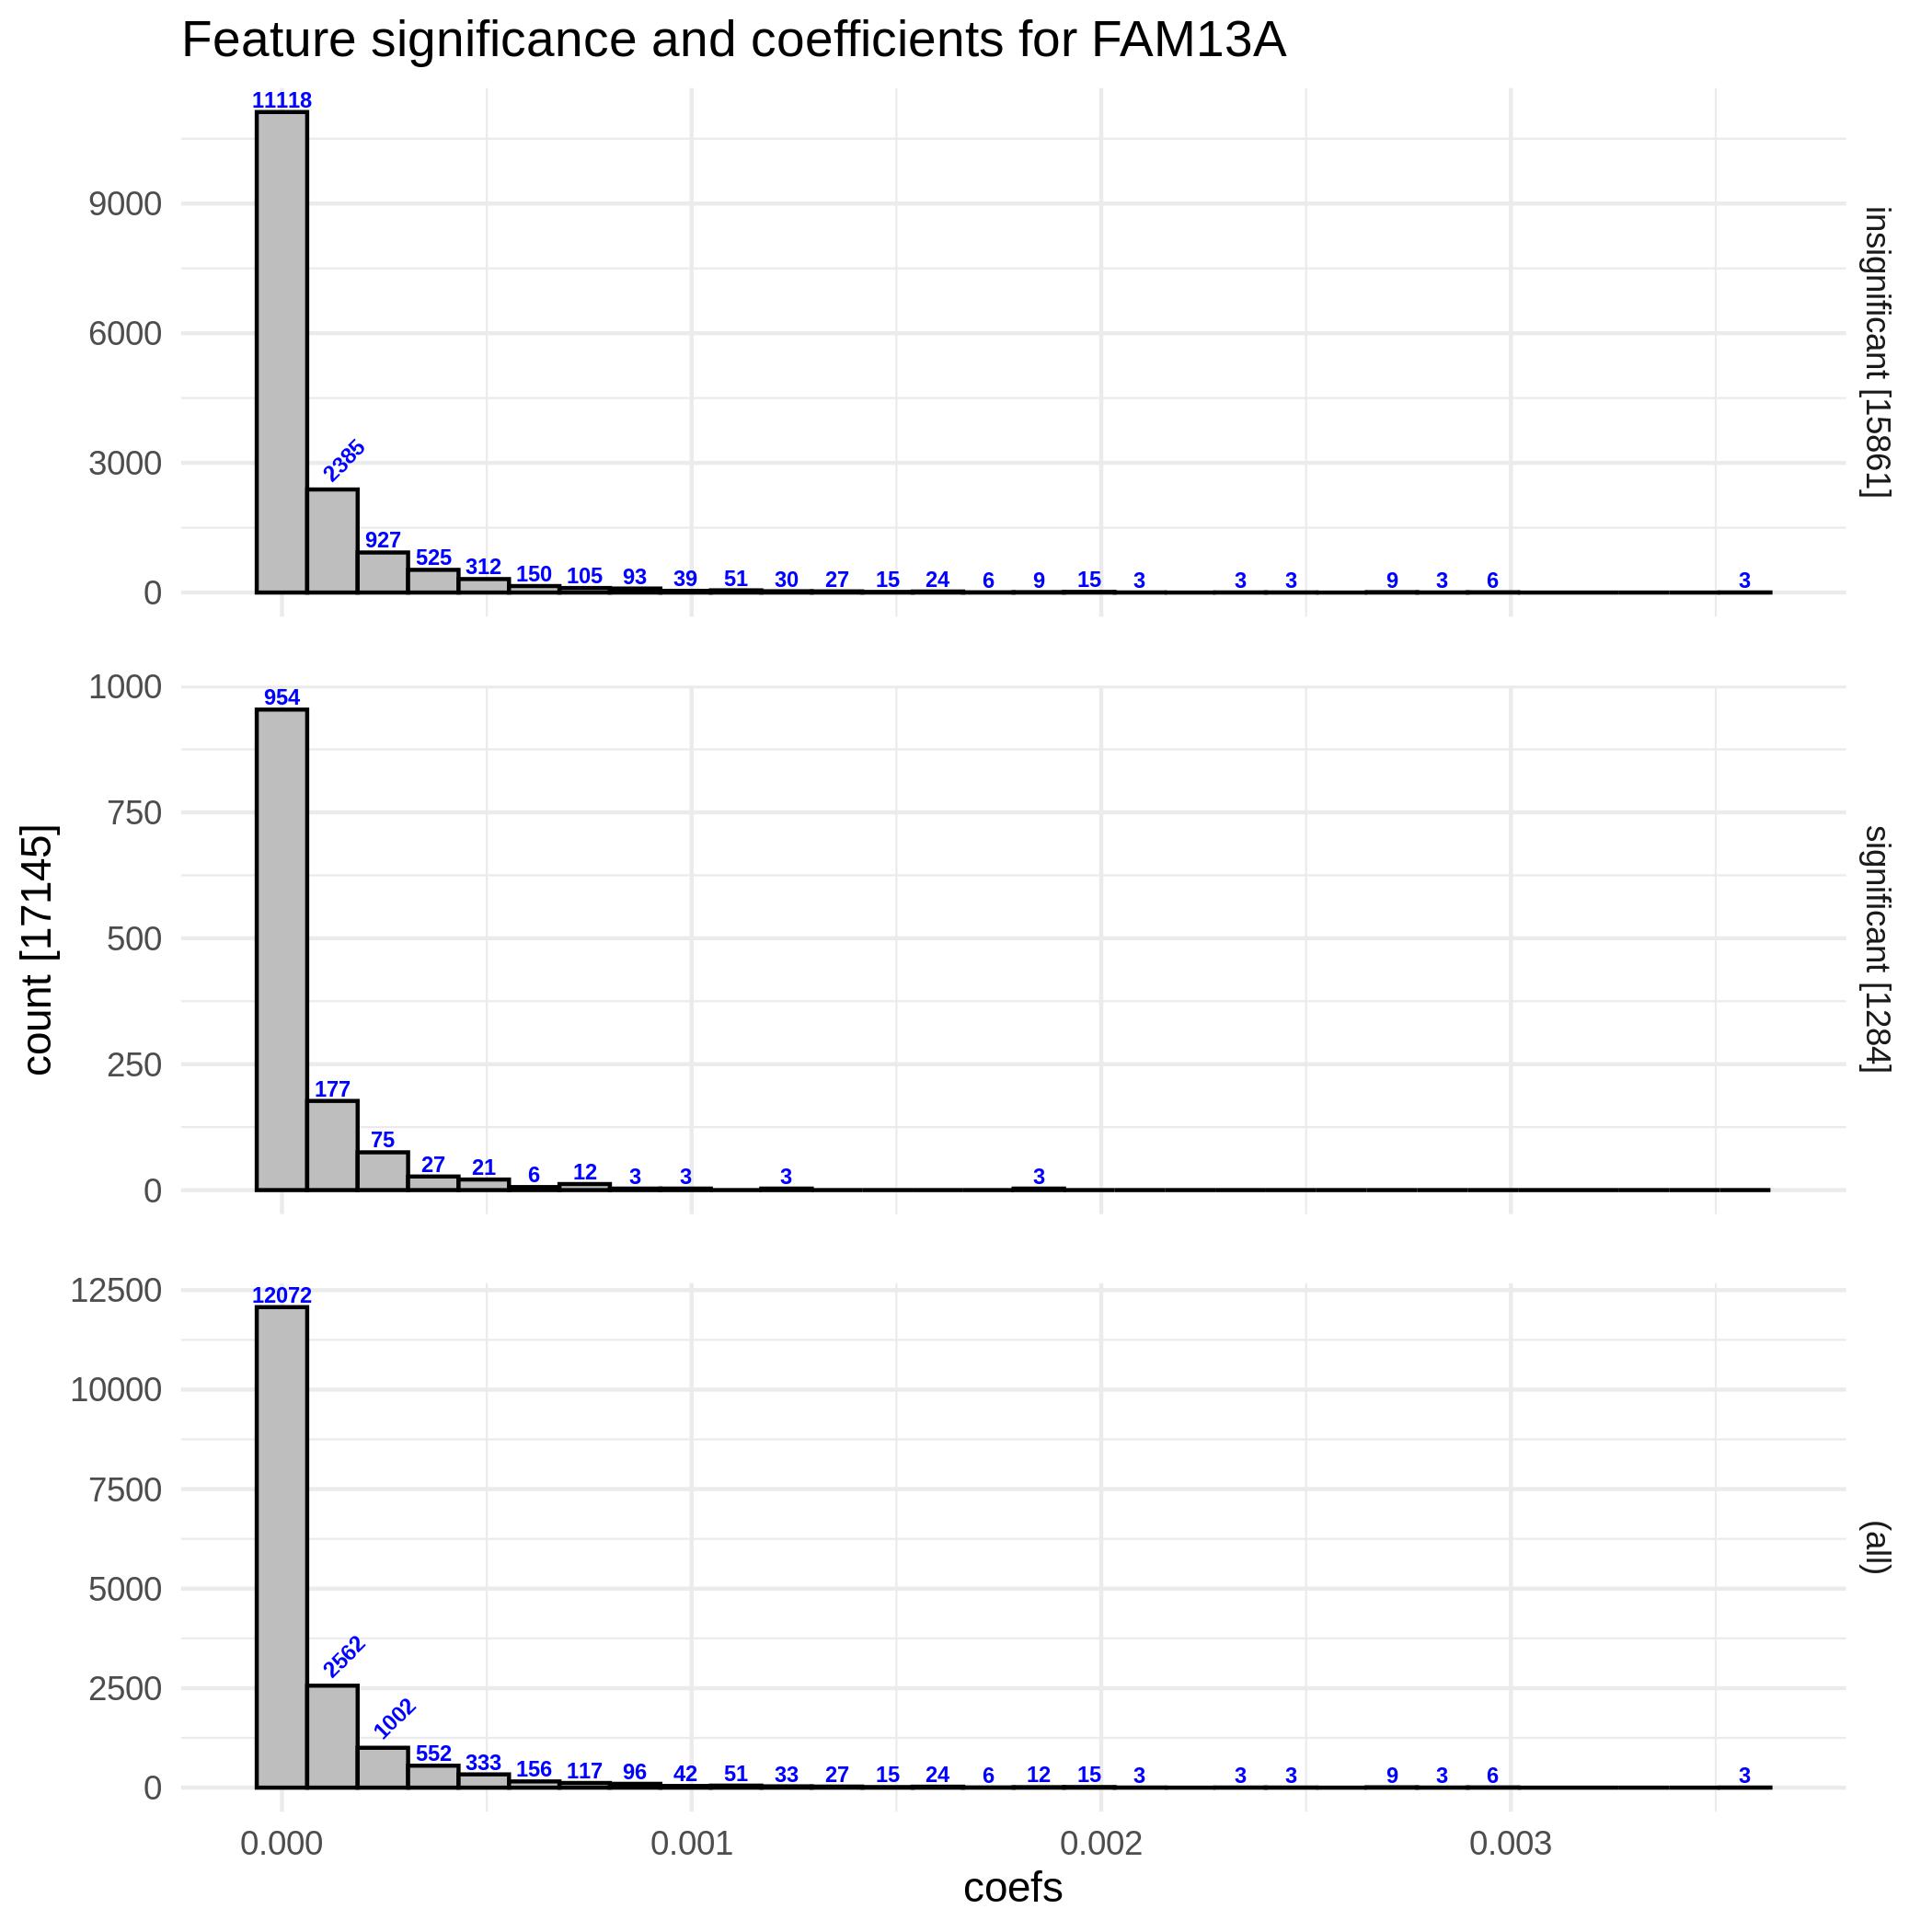 Feature significance and coefficients for FAM13A
count [17145]
9000
6000
3000
0
11118
2385
927 525 312 150 105 93 39 51 30 27 15 24 6 9 15 3 3 3 9 3 6 3
insignificant [15861]
1000
750
500
250
0
954
177
75 27 21 6 12 3 3 3 3
significant [1284]
12500
10000
7500
5000
2500
0
12072
2562
1002
552 333 156 117 96 42 51 33 27 15 24 6 12 15 3 3 3 9 3 6 3
(all)
0.000 0.001 0.002 0.003
coefs